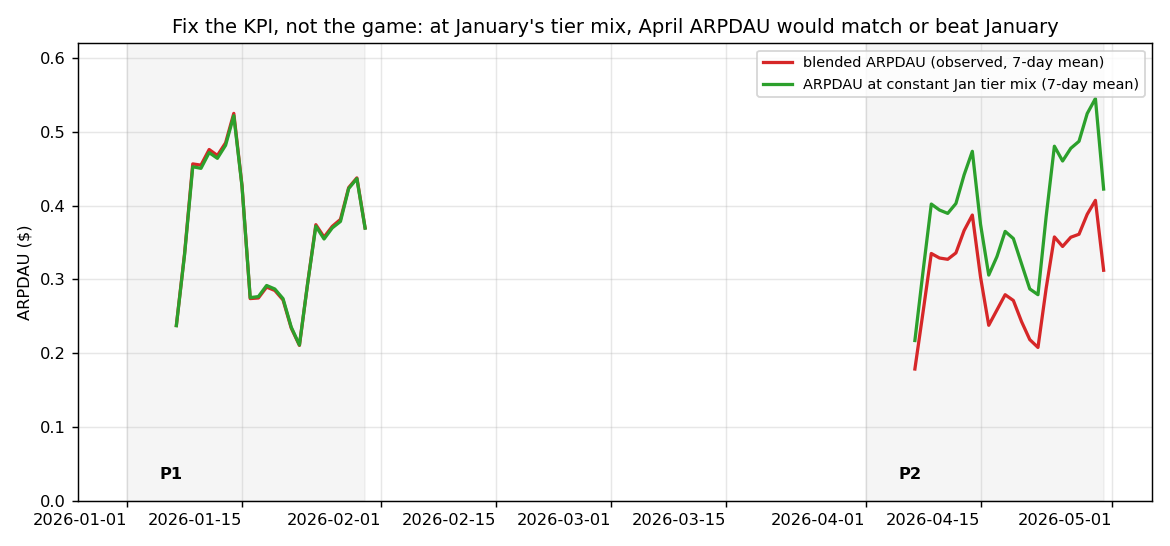 Fix the KPI, not the game: at January's tier mix, April ARPDAU would match or beat January
0.6
0.5
0.4
0.3
0.2
0.1
0.0
ARPDAU ($)
blended ARPDAU (observed, 7-day mean)
ARPDAU at constant Jan tier mix (7-day mean)
P1
P2
2026-01-01
2026-01-15
2026-02-01
2026-02-15
2026-03-01
2026-03-15
2026-04-01
2026-04-15
2026-05-01